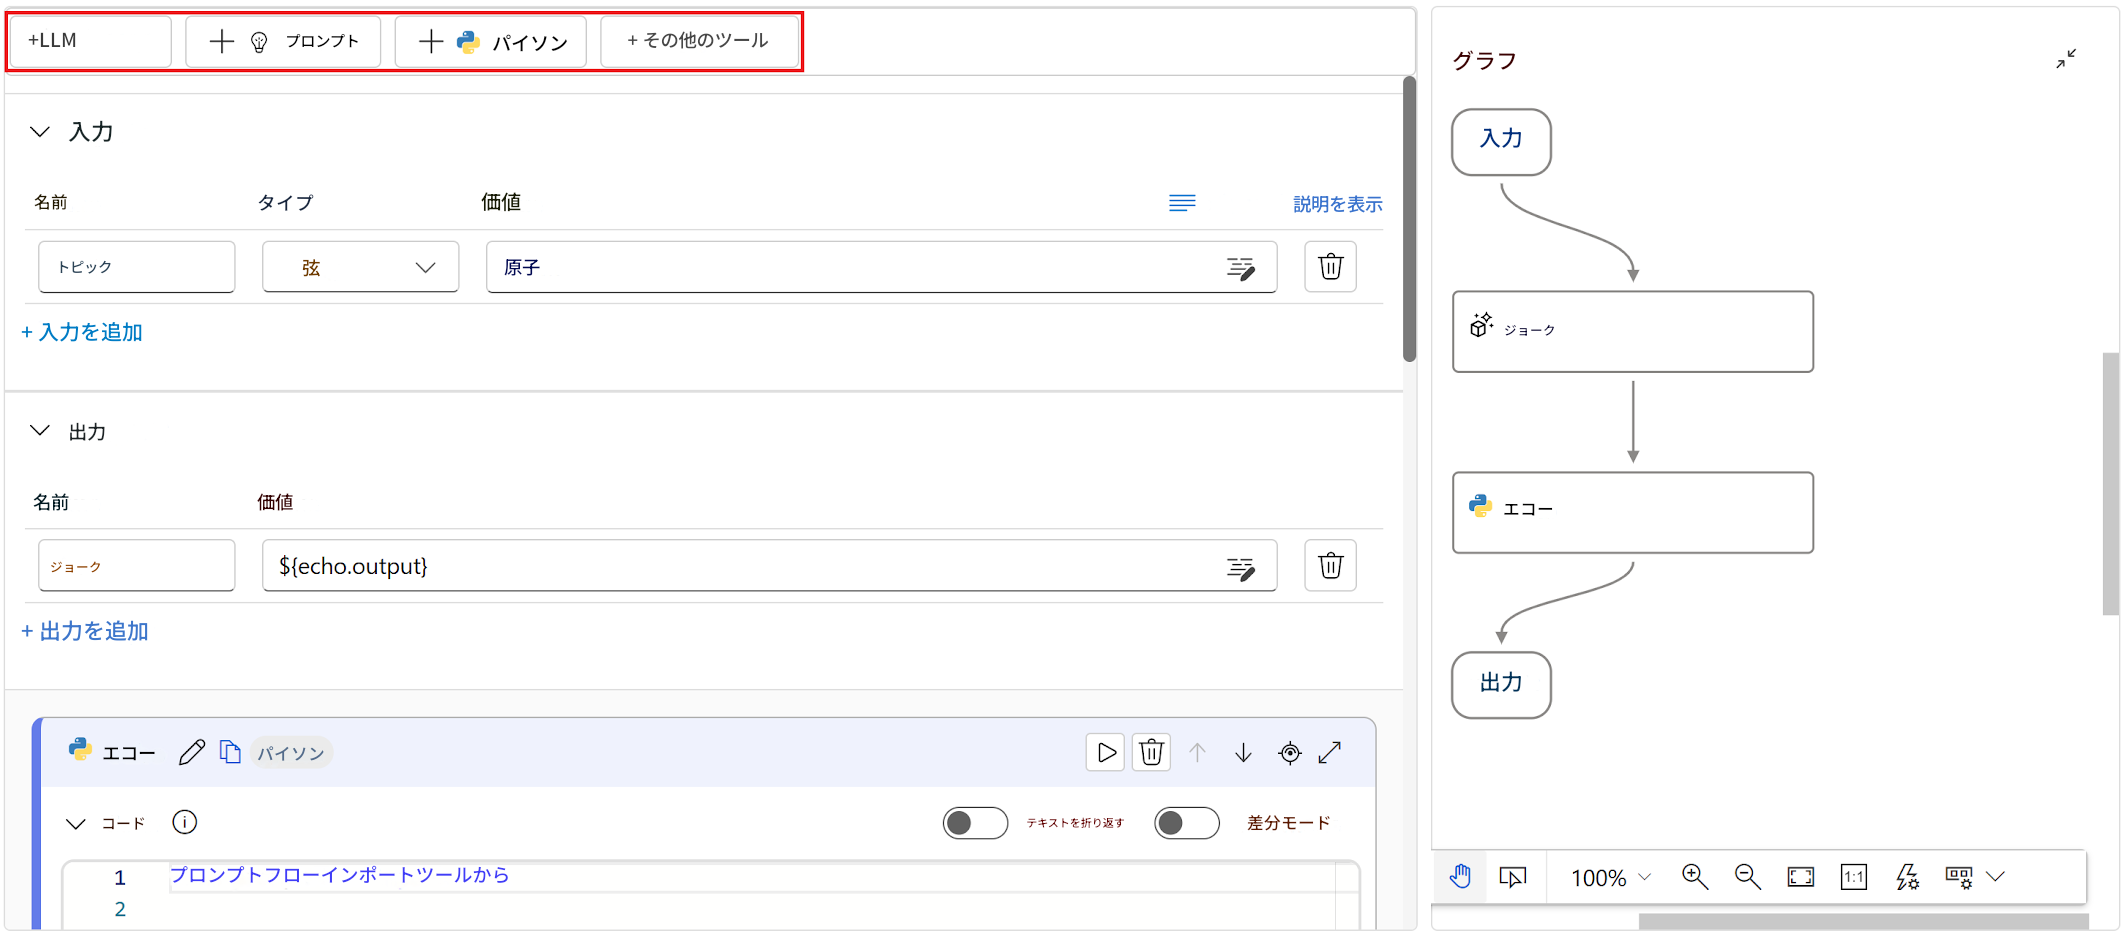 +LLM
プロンプト
パイソン
+ その他のツール
入力
名前 タイプ 価値 説明を表示
トピック 弦 原子
+ 入力を追加
出力
名前 価値
ジョーク ${echo.output}
+ 出力を追加
エコー パイソン
コード テキストを折り返す 差分モード
1 プロンプトフローインポートツールから
2
グラフ
入力
ジョーク
エコー
出力
100% 1:1